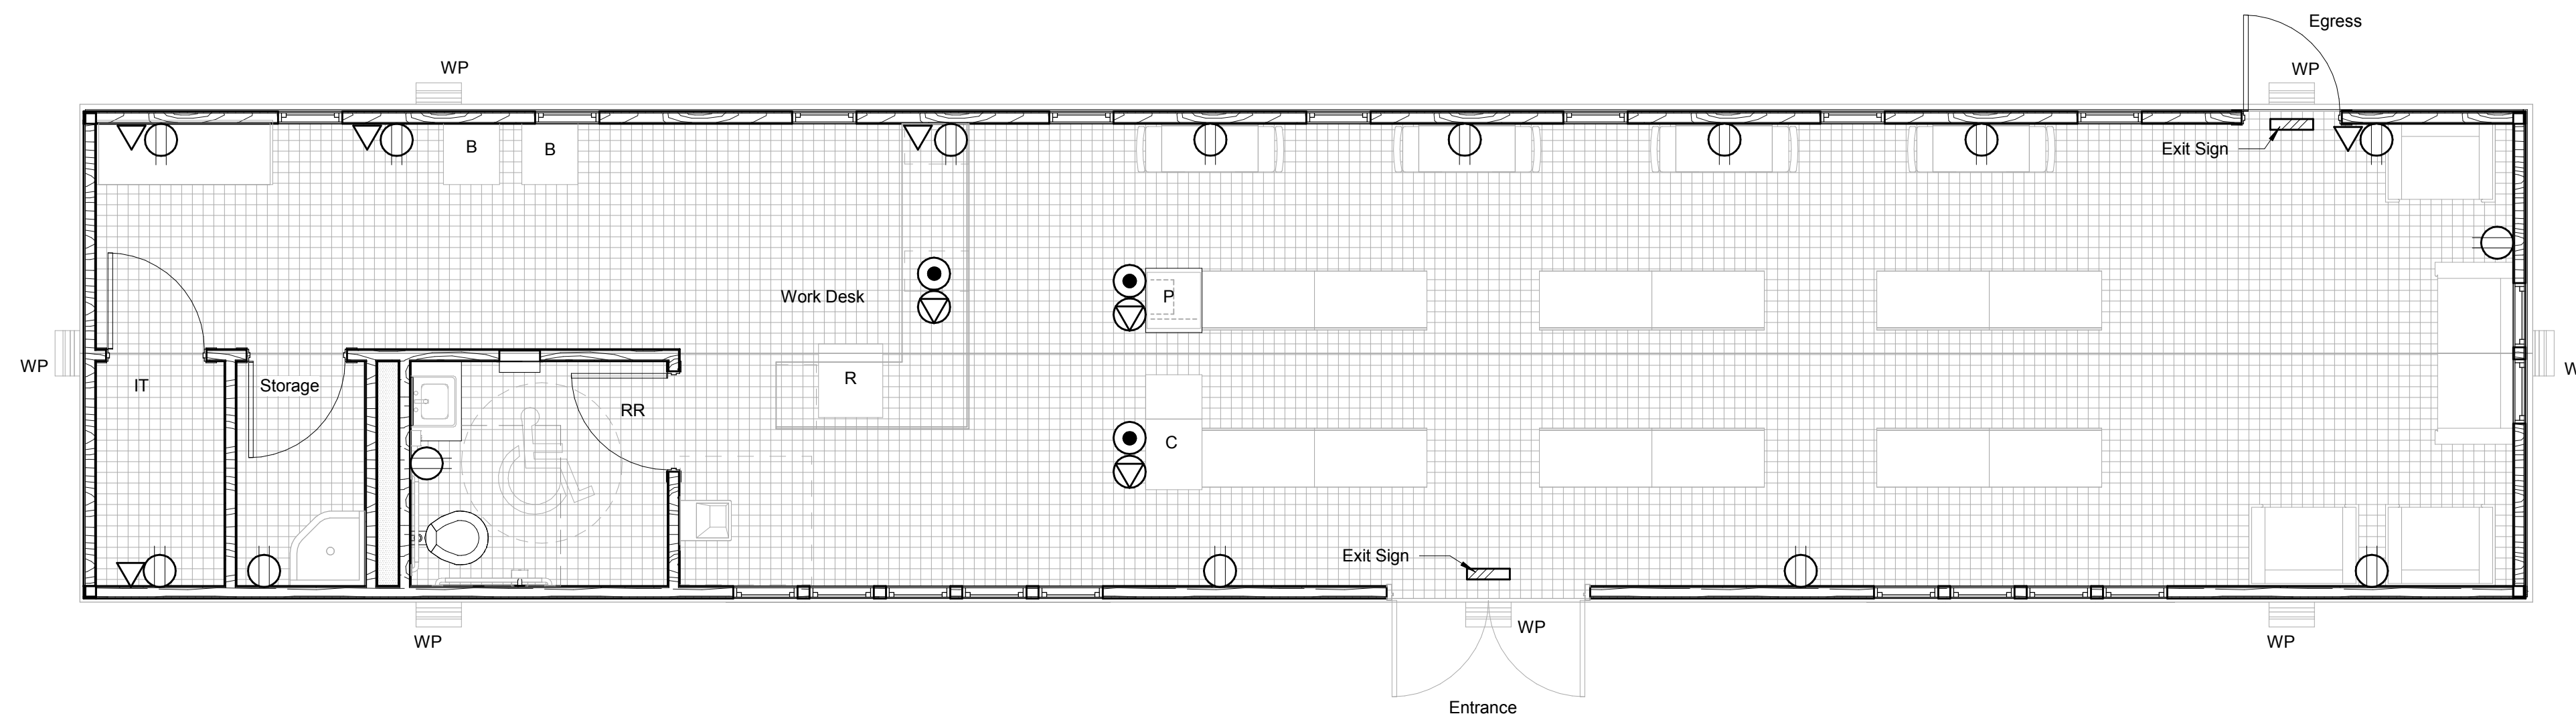 Egress
WP
WP
B
B
Exit Sign
Work Desk
P
WP
W
IT
Storage
R
RR
C
Exit Sign
WP
WP
WP
Entrance